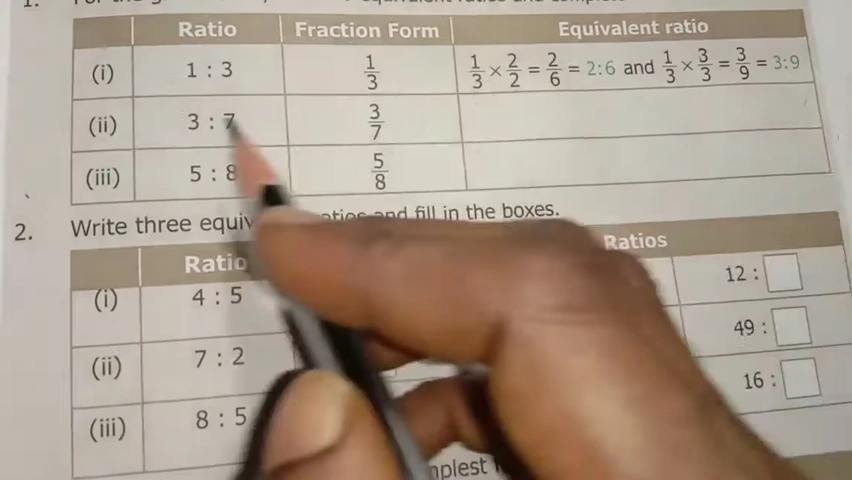 1.
Ratio Fraction Form Equivalent ratio
(i) 1 : 3 1/3 1/3 × 2/2 = 2/6 = 2:6 and 1/3 × 3/3 = 3/9 = 3:9
(ii) 3 : 7 3/7
(iii) 5 : 8 5/8
2. Write three and fill in the boxes.
Ratio Ratios
(i) 4 : 5 12 :
(ii) 7 : 2 49 :
(iii) 8 : 5 16 :